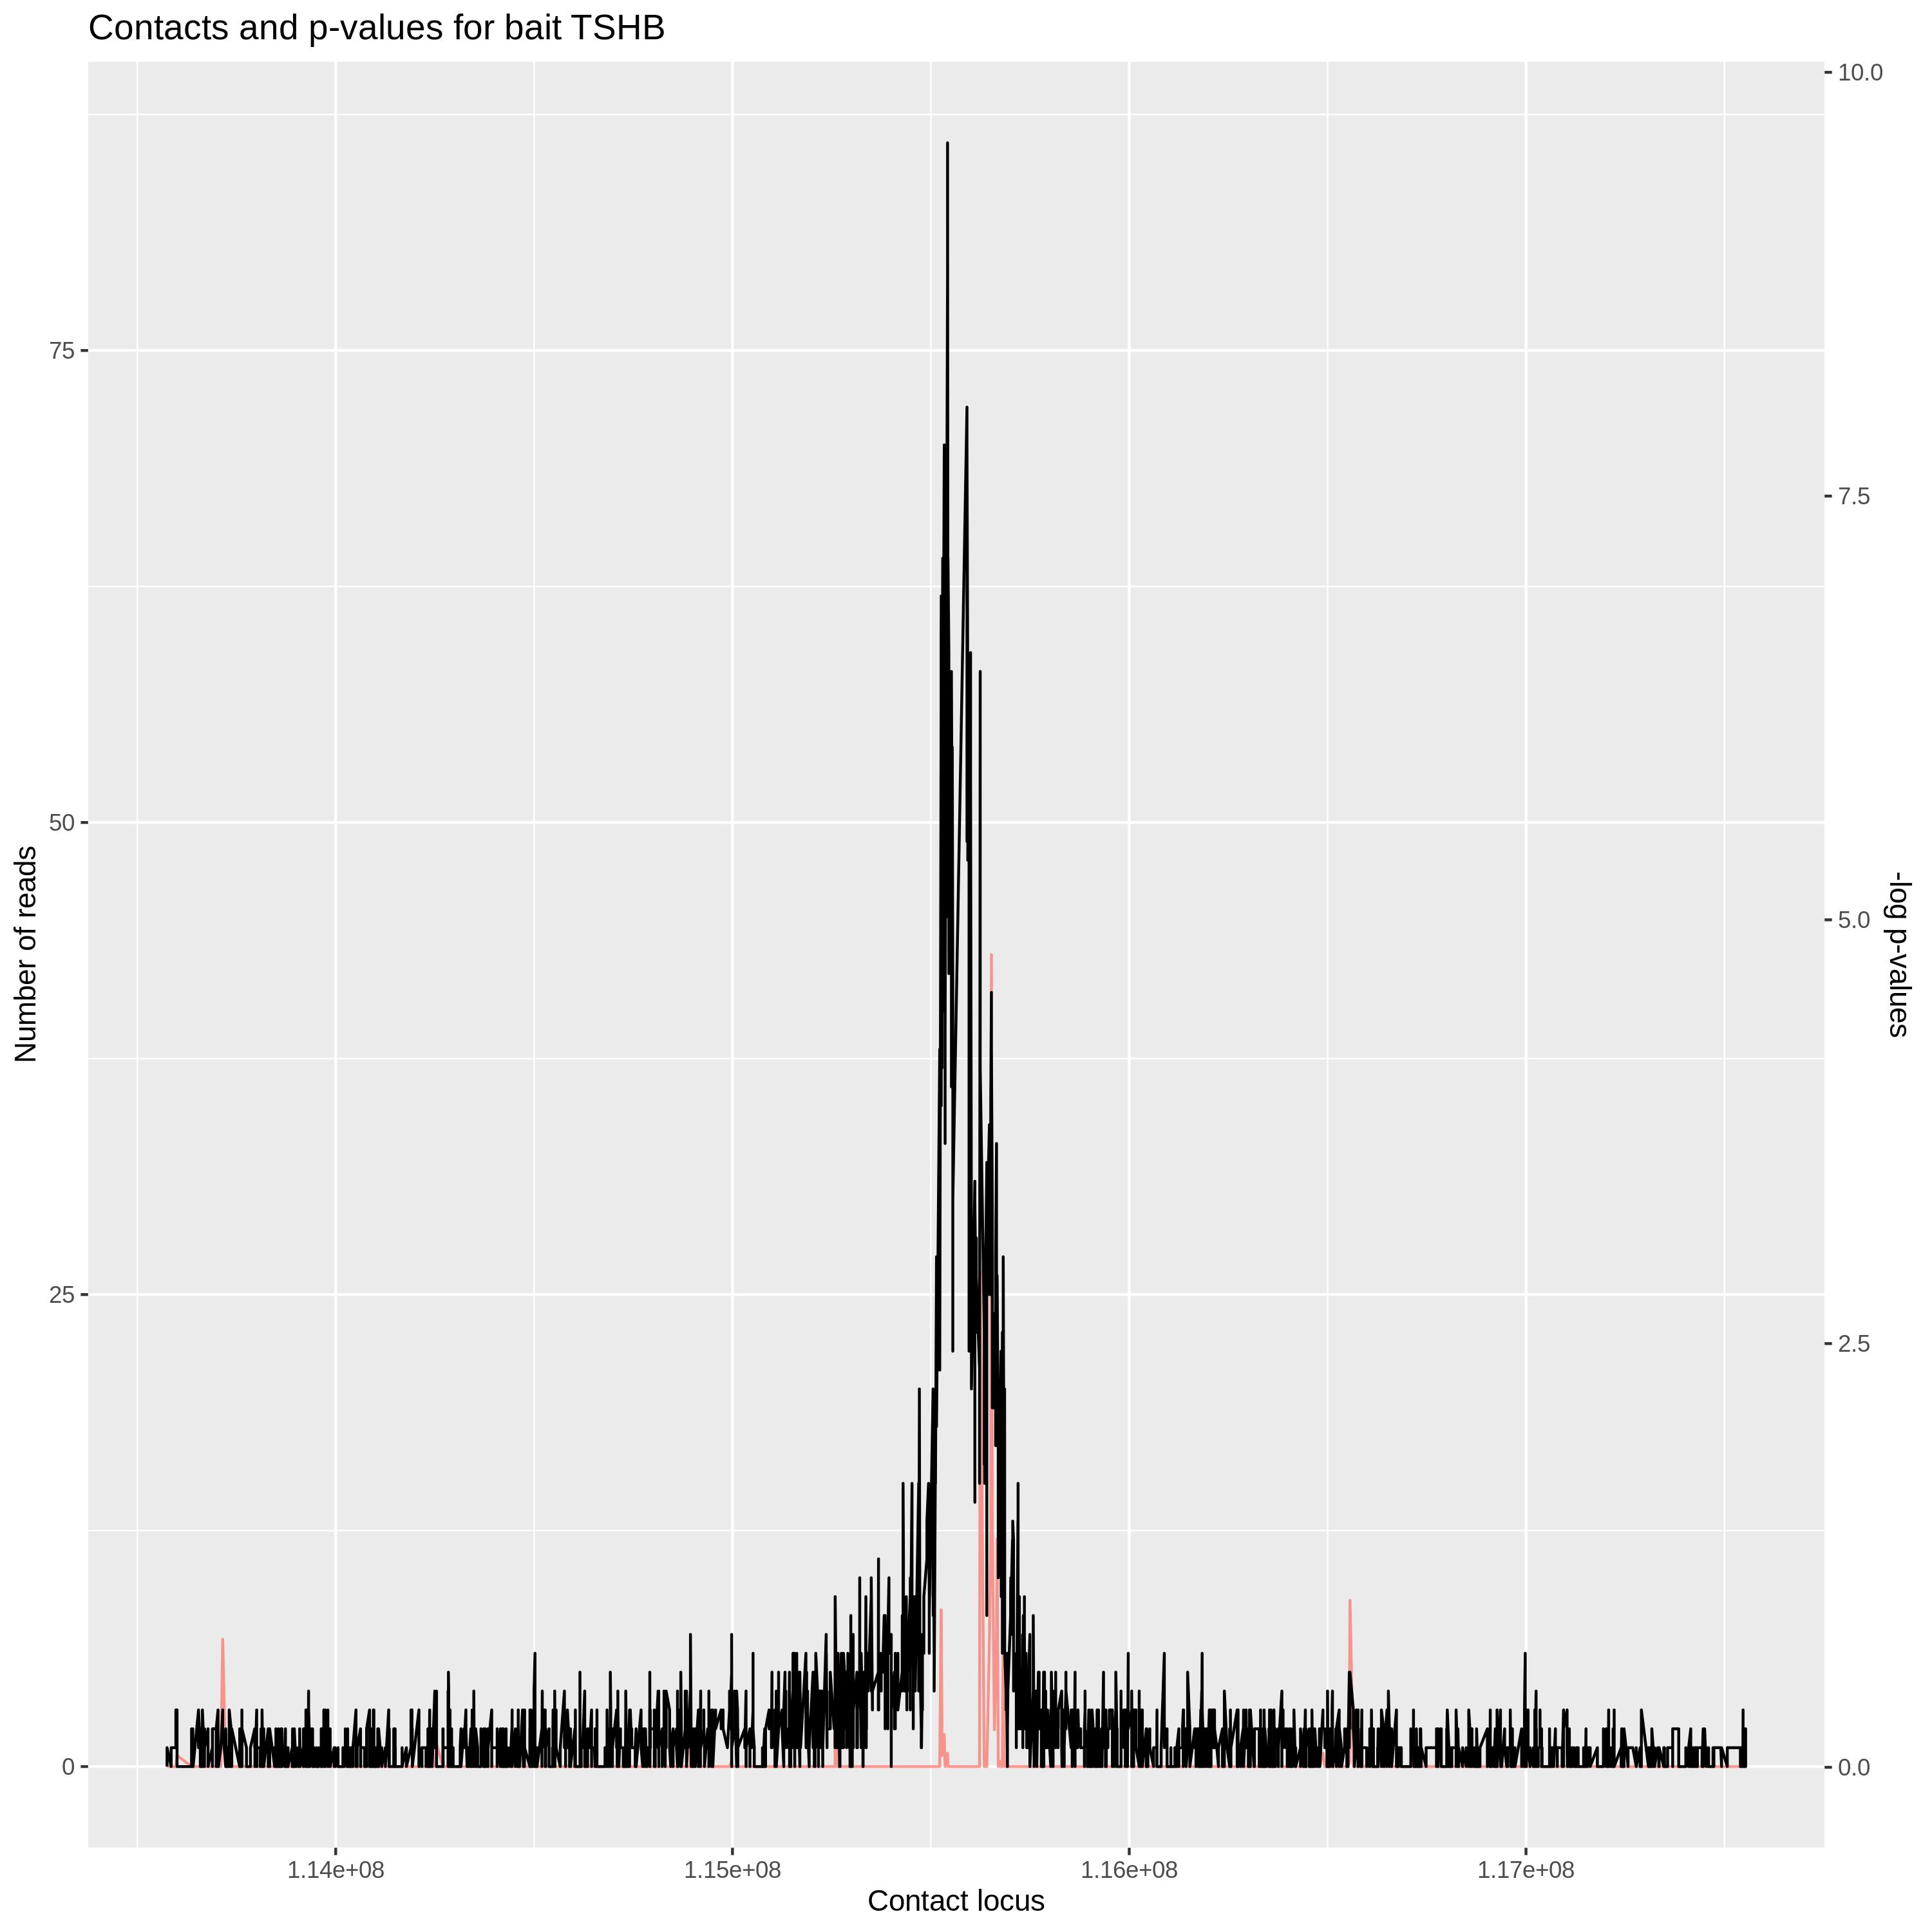 Contacts and p-values for bait TSHB
10.0
75
7.5
50
5.0
Number of reads
-log p-values
25
2.5
0
0.0
1.14e+08
1.15e+08
1.16e+08
1.17e+08
Contact locus